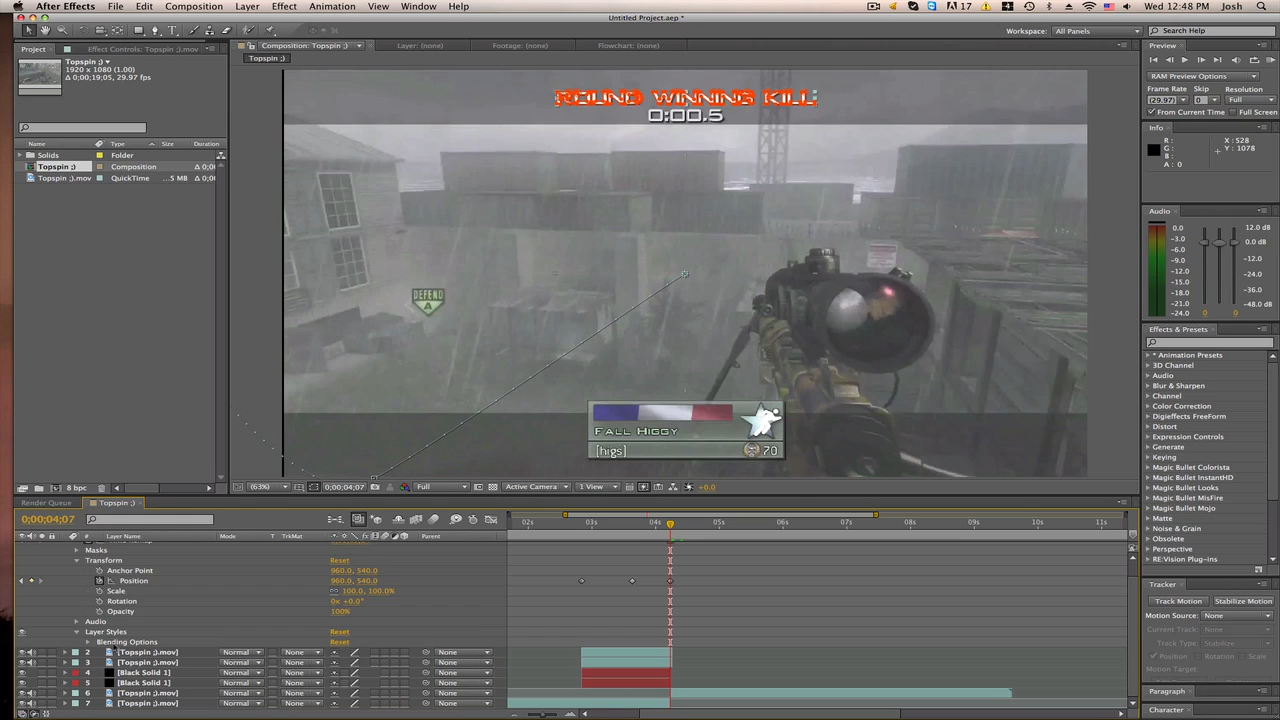 After Effects File Edit Composition Layer Effect Animation View Window Help
17 Wed 12:48 PM Josh
Untitled Project.aep *
Workspace: All Panels
Search Help
Project Effect Controls: Topspin ;).mov
Composition: Topspin ;) Layer: (none) Footage: (none) Flowchart: (none)
Topspin ;)
Topspin ;)
1920 x 1080 (1.00)
Δ 0;00;19;05, 29.97 fps
Name Type Size Duration
Solids Folder
Topspin ;) Composition Δ 0;0
Topspin ;).mov QuickTime ...5 MB Δ 0;0
8 bpc
ROUND WINNING KILL
0:00.5
DEFEND
A
FALL HIGGY
[higs] 70
(63%) 0;00;04;07 Full Active Camera 1 View +0.0
Preview
RAM Preview Options
Frame Rate Skip Resolution
(29.97) 0 Full
From Current Time Full Screen
Info
R :
G :
B :
A : 0
X : 528
Y : 1078
Audio
0.0
-3.0
-6.0
-9.0
-12.0
-15.0
-18.0
-21.0
-24.0
12.0 dB
0.0 dB
-12.0
-24.0
-36.0
-48.0 dB
0 0
Effects & Presets
* Animation Presets
3D Channel
Audio
Blur & Sharpen
Channel
Color Correction
Digieffects FreeForm
Distort
Expression Controls
Generate
Keying
Magic Bullet Colorista
Magic Bullet InstantHD
Magic Bullet Looks
Magic Bullet MisFire
Magic Bullet Mojo
Matte
Noise & Grain
Obsolete
Perspective
RE:Vision Plug-ins
Tracker
Track Motion Stabilize Motion
Motion Source: None
Current Track: None
Track Type: Stabilize
Position Rotation Scale
Motion Target:
Paragraph
Character
Render Queue Topspin ;)
0;00;04;07
02s 03s 04s 05s 06s 07s 08s 09s 10s 11s
# Layer Name Mode T TrkMat Parent
Masks
Transform Reset
Anchor Point 960.0, 540.0
Position 960.0, 540.0
Scale 100.0, 100.0%
Rotation 0x +0.0°
Opacity 100%
Audio
Layer Styles Reset
Blending Options Reset
2 [Topspin ;).mov] Normal None None
3 [Topspin ;).mov] Normal None None
4 [Black Solid 1] Normal None None
5 [Black Solid 1] Normal None None
6 [Topspin ;).mov] Normal None None
7 [Topspin ;).mov] Normal None None